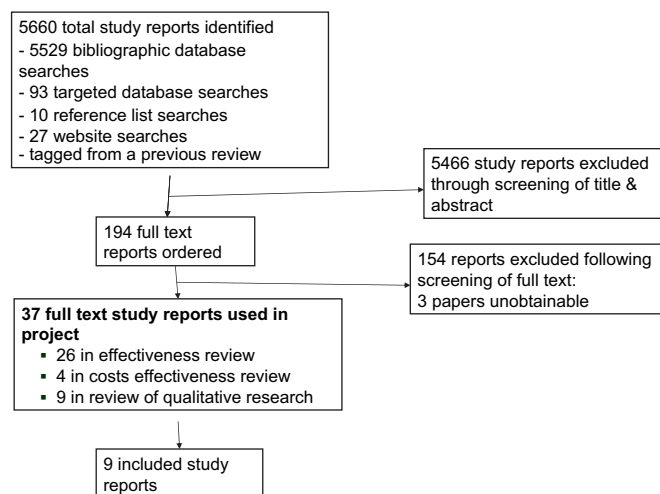 5660 total study reports identified
- 5529 bibliographic database
searches
- 93 targeted database searches
- 10 reference list searches
- 27 website searches
- tagged from a previous review
5466 study reports excluded
through screening of title &
abstract
194 full text
reports ordered
154 reports excluded following
screening of full text:
3 papers unobtainable
37 full text study reports used in
project
▪ 26 in effectiveness review
▪ 4 in costs effectiveness review
▪ 9 in review of qualitative research
9 included study
reports